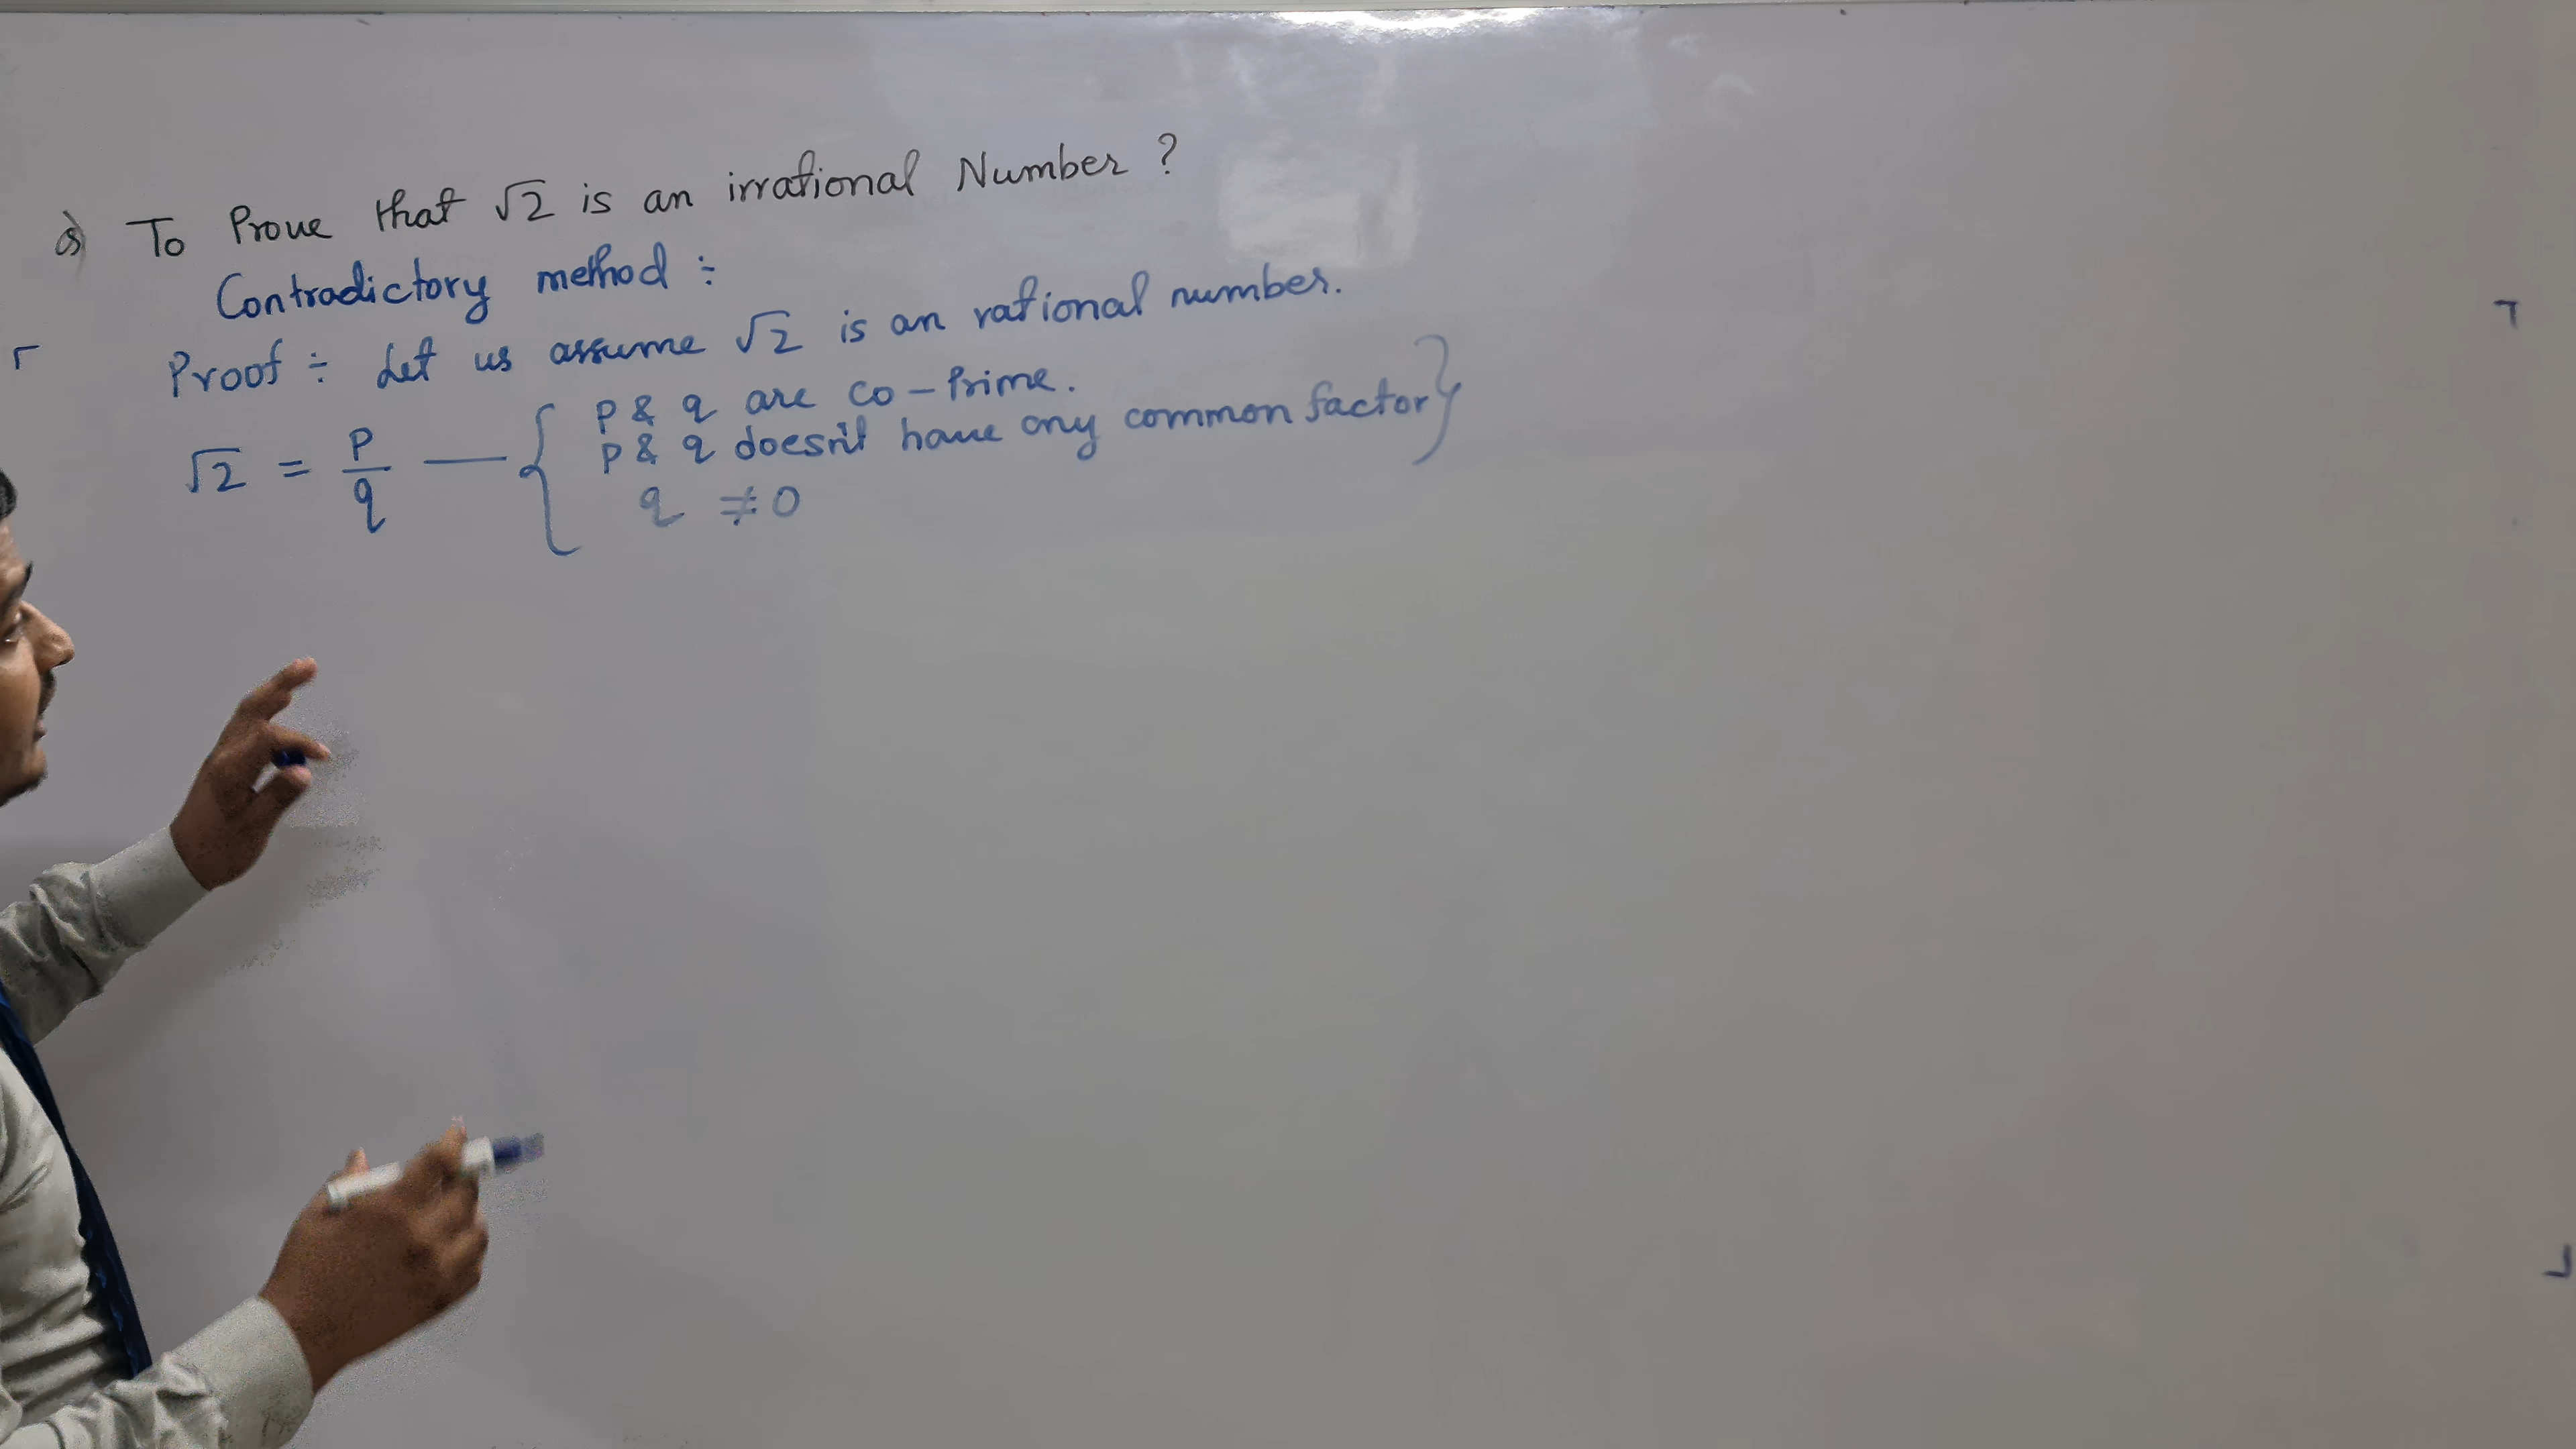 Q) To Prove that √2 is an irrational Number ?
Contradictory method ÷
Proof ÷ Let us assume √2 is an rational number.
√2 = p/q — { P & q are co-Prime.
P & q doesn't have any common factor }
q ≠ 0